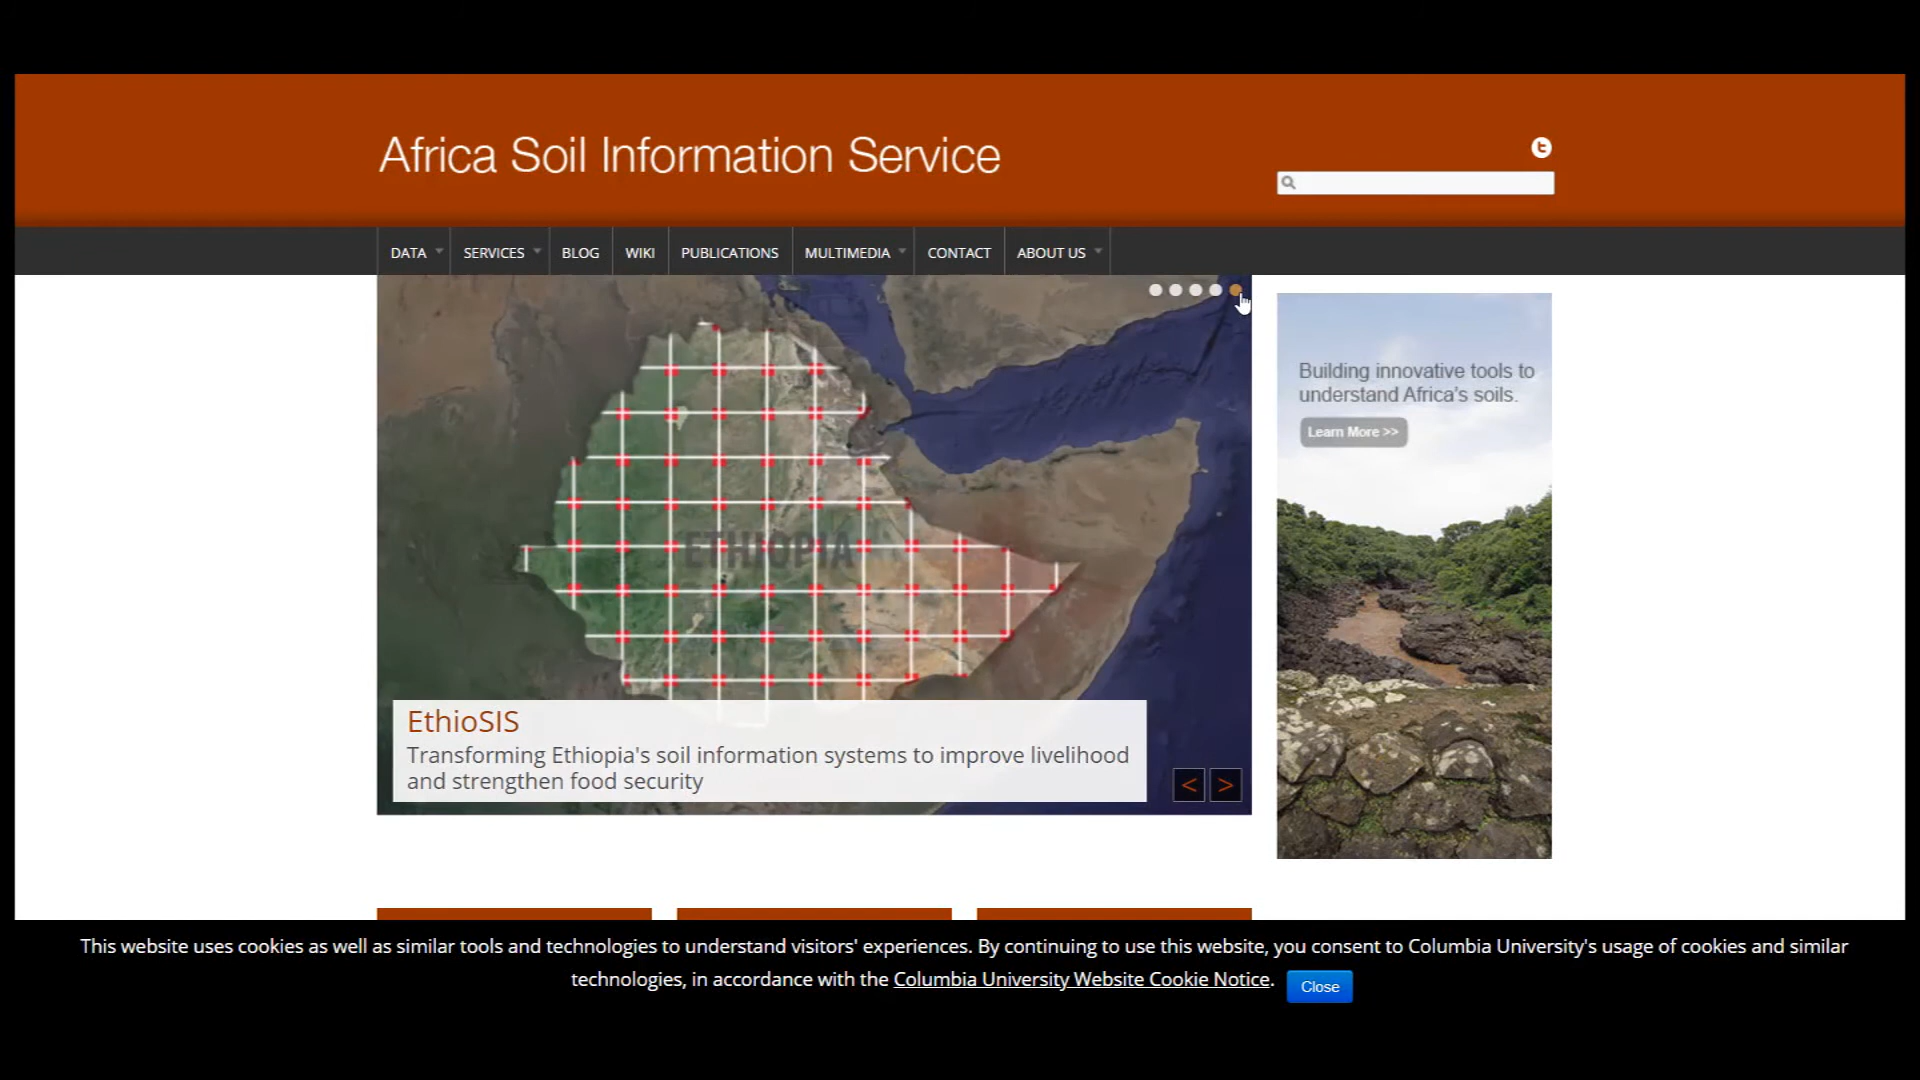 Africa Soil Information Service
DATA SERVICES BLOG WIKI PUBLICATIONS MULTIMEDIA CONTACT ABOUT US
Building innovative tools to
understand Africa's soils.
Learn More >>
ETHIOPIA
EthioSIS
Transforming Ethiopia's soil information systems to improve livelihood
and strengthen food security
< >
This website uses cookies as well as similar tools and technologies to understand visitors' experiences. By continuing to use this website, you consent to Columbia University's usage of cookies and similar
technologies, in accordance with the Columbia University Website Cookie Notice. Close